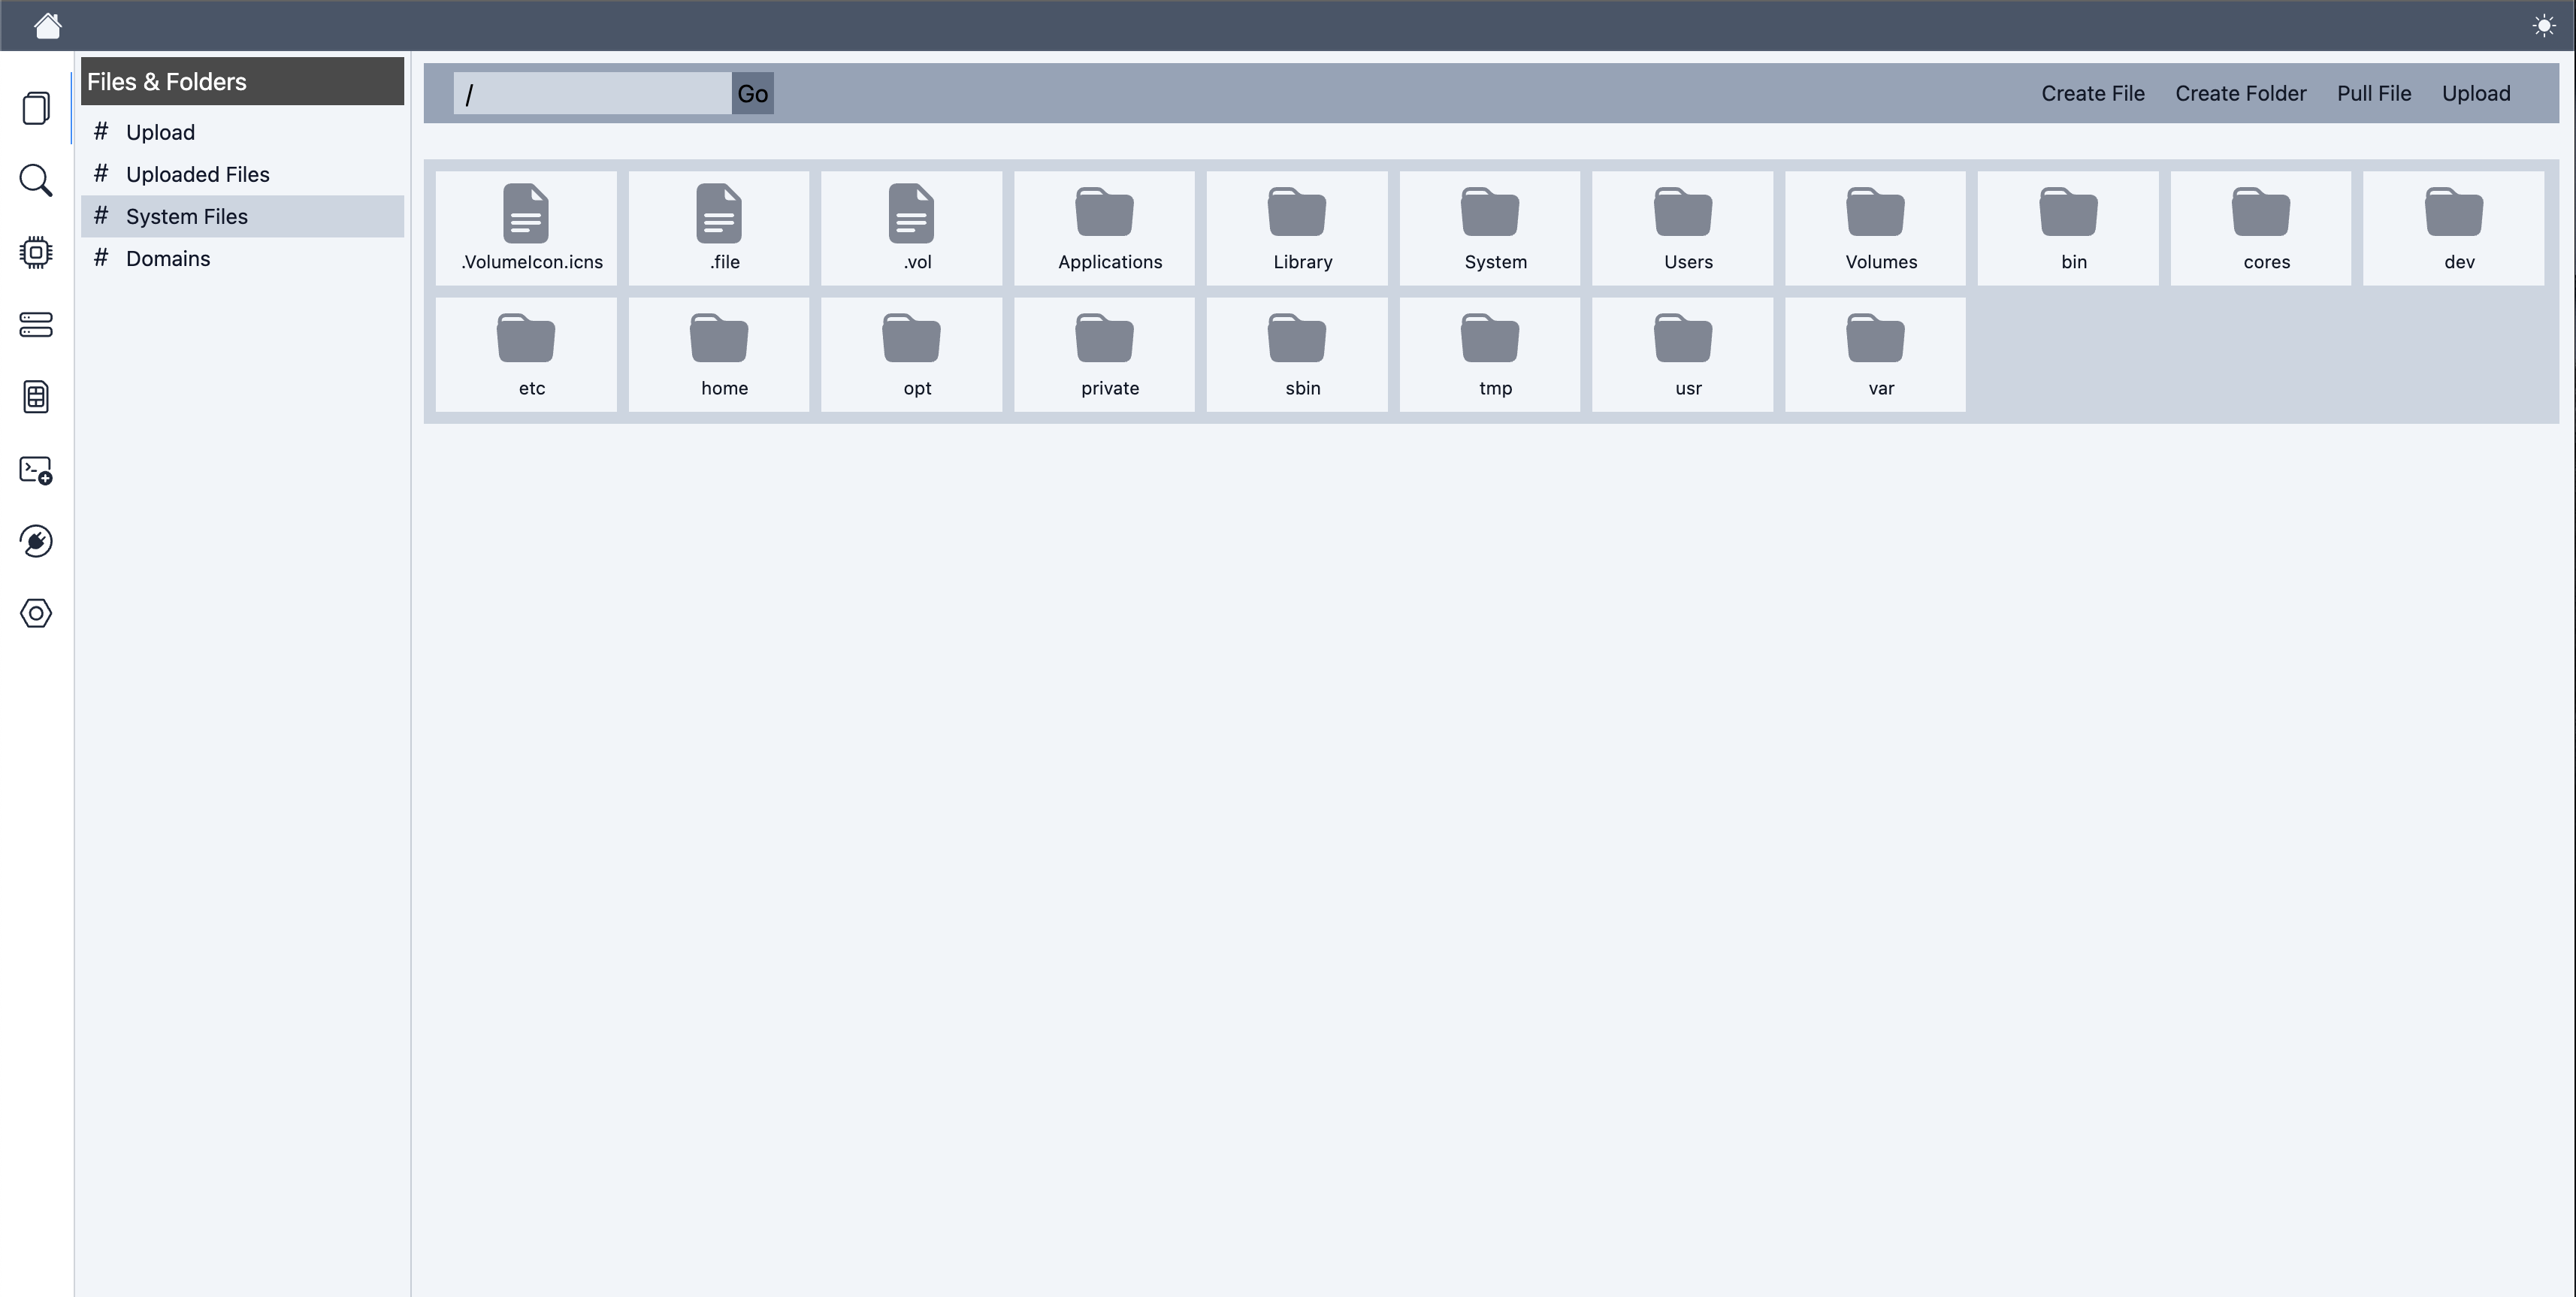 Files & Folders
# Upload
# Uploaded Files
# System Files
# Domains
/ Go Create File Create Folder Pull File Upload
.VolumeIcon.icns .file .vol Applications Library System Users Volumes bin cores dev
etc home opt private sbin tmp usr var